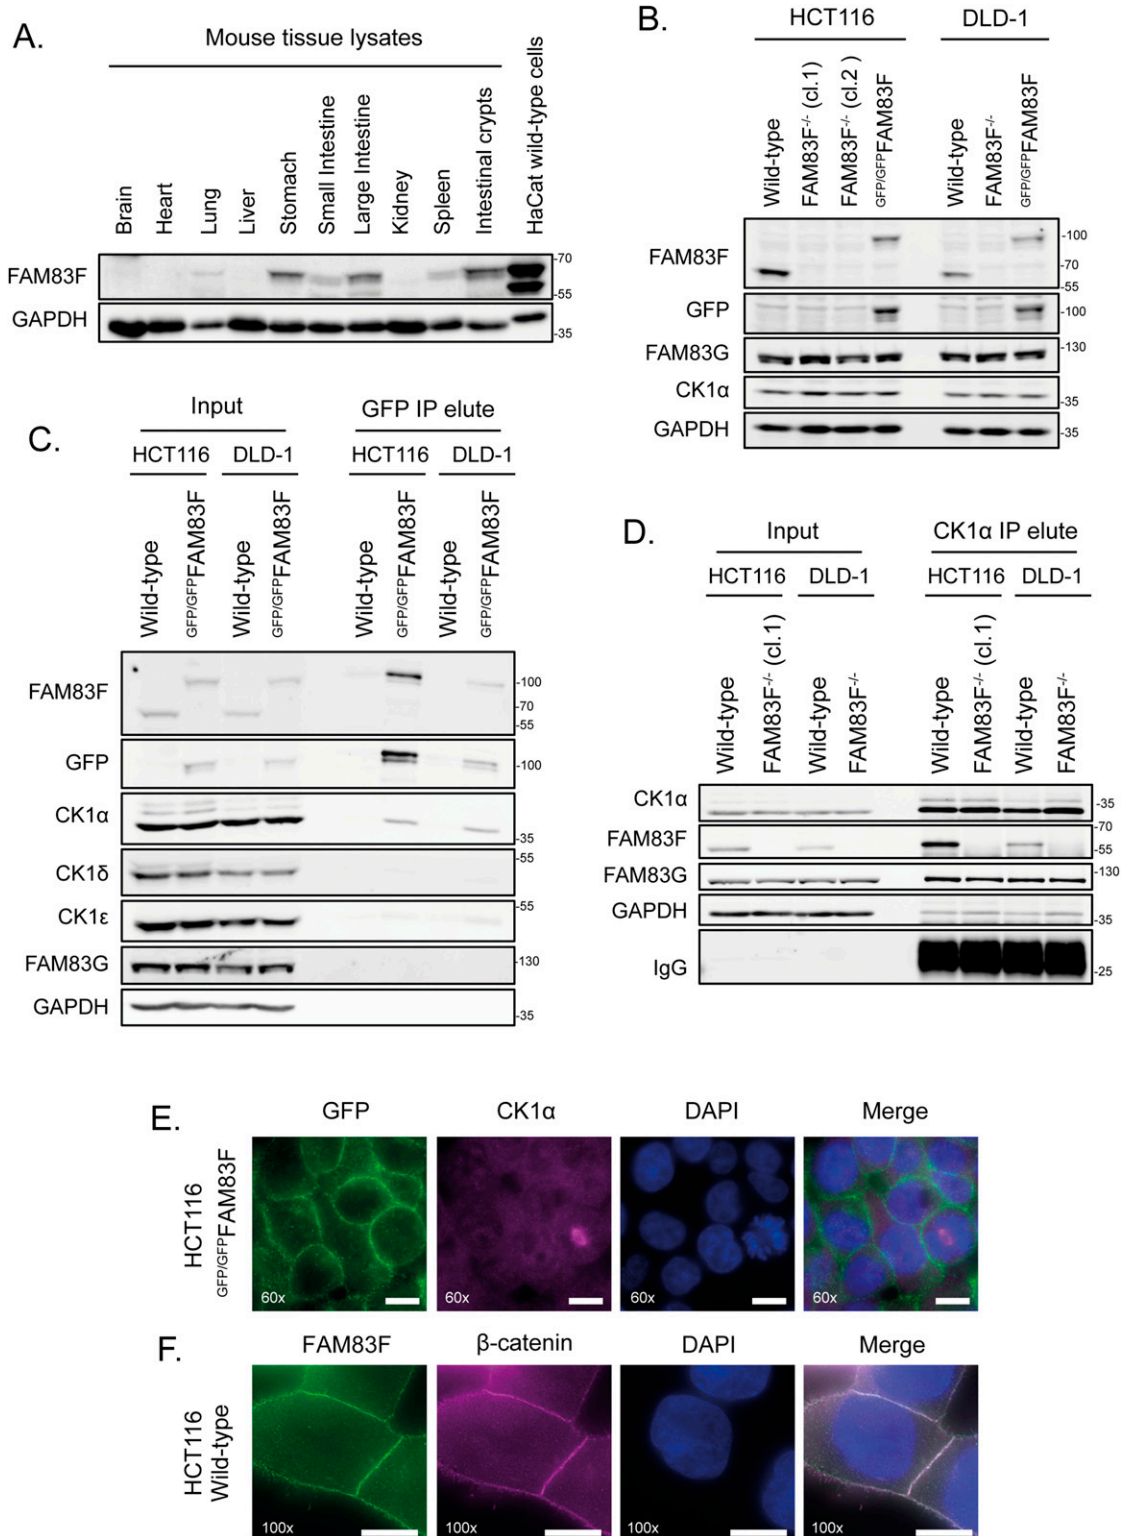 A.
Mouse tissue lysates
Brain
Heart
Lung
Liver
Stomach
Small Intestine
Large Intestine
Kidney
Spleen
Intestinal crypts
HaCat wild-type cells
FAM83F
-70
-55
GAPDH
-35
B.
HCT116
DLD-1
Wild-type
FAM83F-/- (cl.1)
FAM83F-/- (cl.2 )
GFP/GFPFAM83F
Wild-type
FAM83F-/-
GFP/GFPFAM83F
FAM83F
-100
-70
-55
GFP
-100
FAM83G
-130
CK1α
-35
GAPDH
-35
C.
Input
GFP IP elute
HCT116
DLD-1
HCT116
DLD-1
Wild-type
GFP/GFPFAM83F
Wild-type
GFP/GFPFAM83F
Wild-type
GFP/GFPFAM83F
Wild-type
GFP/GFPFAM83F
FAM83F
-100
-70
-55
GFP
-100
CK1α
-35
CK1δ
-55
CK1ε
-55
FAM83G
-130
GAPDH
-35
D.
Input
CK1α IP elute
HCT116
DLD-1
HCT116
DLD-1
Wild-type
FAM83F-/- (cl.1)
Wild-type
FAM83F-/-
Wild-type
FAM83F-/- (cl.1)
Wild-type
FAM83F-/-
CK1α
-35
FAM83F
-70
-55
FAM83G
-130
GAPDH
-35
IgG
-25
E.
GFP
CK1α
DAPI
Merge
HCT116
GFP/GFPFAM83F
60x
60x
60x
60x
F.
FAM83F
β-catenin
DAPI
Merge
HCT116
Wild-type
100x
100x
100x
100x